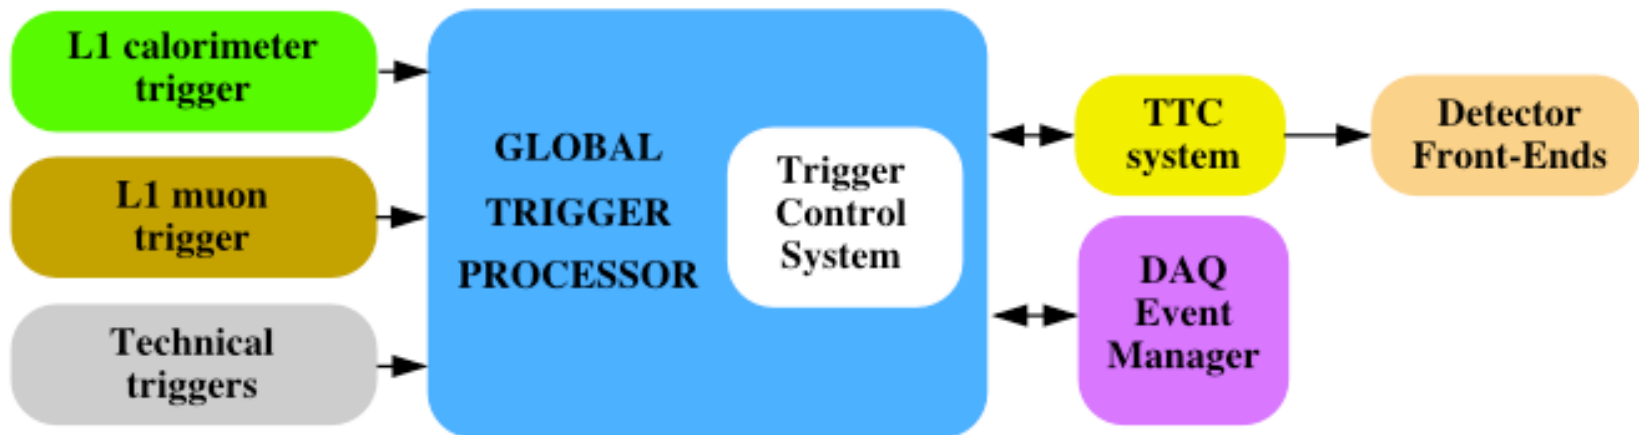 L1 calorimeter
trigger
L1 muon
trigger
Technical
triggers
GLOBAL
TRIGGER
PROCESSOR
Trigger
Control
System
TTC
system
Detector
Front-Ends
DAQ
Event
Manager